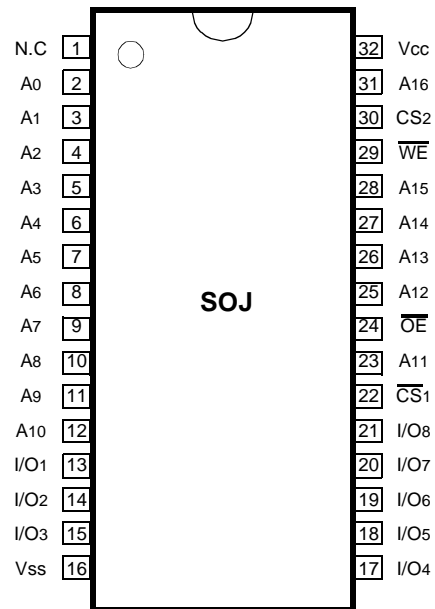 N.C 1 32 Vcc
A0 2 31 A16
A1 3 30 CS2
A2 4 29 W̅E̅
A3 5 28 A15
A4 6 27 A14
A5 7 26 A13
A6 8 25 A12
SOJ
A7 9 24 O̅E̅
A8 10 23 A11
A9 11 22 C̅S̅1
A10 12 21 I/O8
I/O1 13 20 I/O7
I/O2 14 19 I/O6
I/O3 15 18 I/O5
Vss 16 17 I/O4